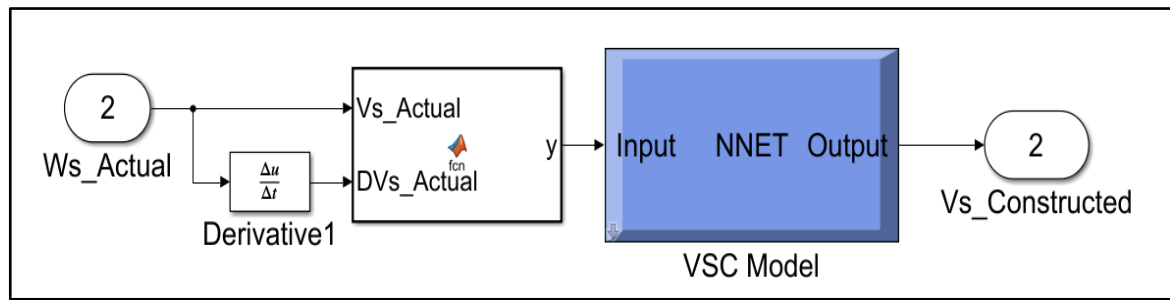 2
Ws_Actual
Δu
Δt
Derivative1
Vs_Actual
DVs_Actual
fcn
y
Input NNET Output
VSC Model
2
Vs_Constructed